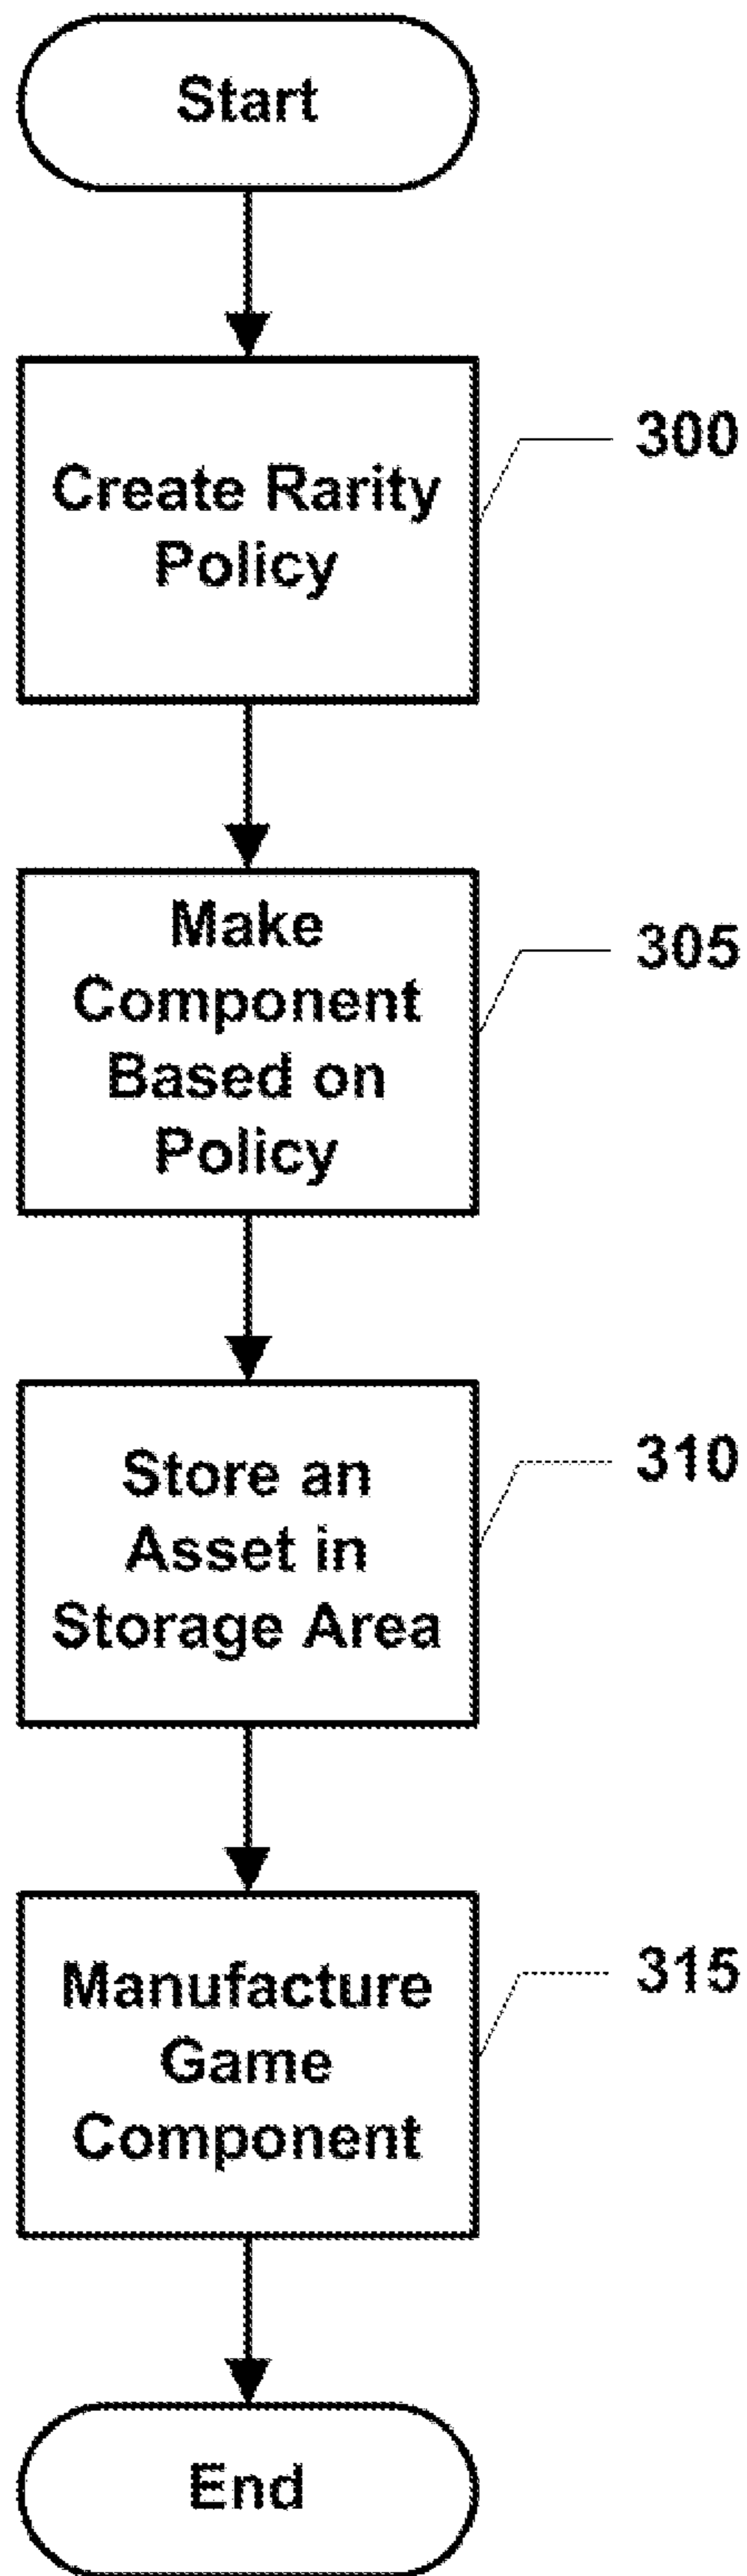 Start
300
Create Rarity
Policy
305
Make
Component
Based on
Policy
310
Store an
Asset in
Storage Area
315
Manufacture
Game
Component
End